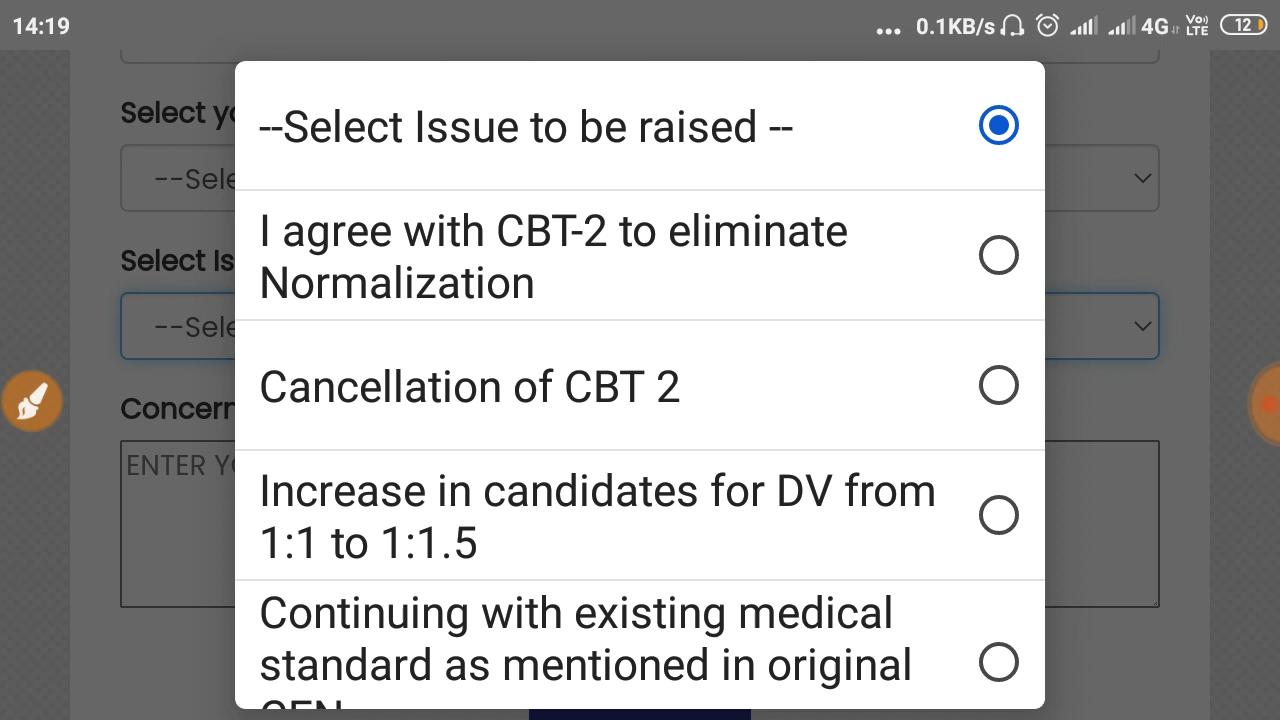 14:19
... 0.1KB/s 4G Vo) LTE 12
--Select Issue to be raised --
Select yo
--Sele
I agree with CBT-2 to eliminate
Normalization
Select Is
--Sele
Cancellation of CBT 2
Concern
ENTER Y
Increase in candidates for DV from
1:1 to 1:1.5
Continuing with existing medical
standard as mentioned in original
CEN